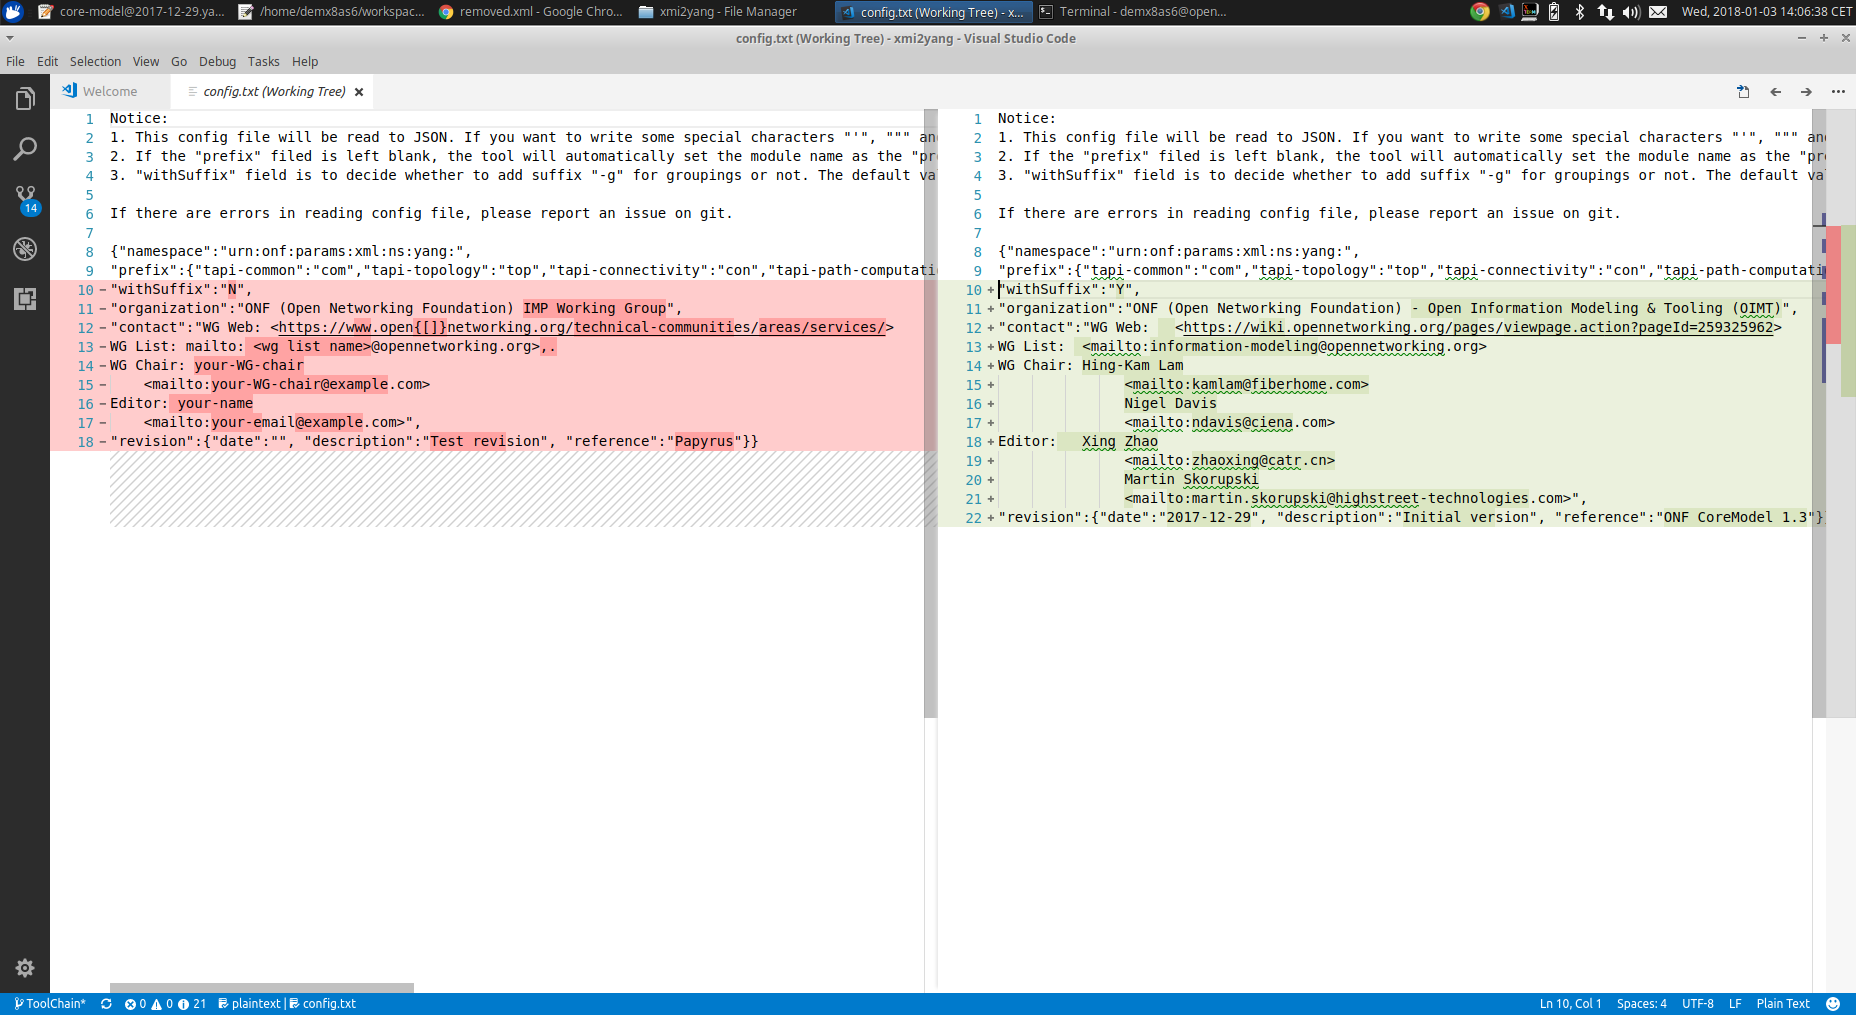 core-model@2017-12-29.ya... /home/demx8as6/workspac... removed.xml - Google Chro... xmi2yang - File Manager config.txt (Working Tree) - x... Terminal - demx8as6@open... Wed, 2018-01-03 14:06:38 CET
config.txt (Working Tree) - xmi2yang - Visual Studio Code
File Edit Selection View Go Debug Tasks Help
Welcome config.txt (Working Tree)
1 Notice:
2 1. This config file will be read to JSON. If you want to write some special characters "'", """ an
3 2. If the "prefix" filed is left blank, the tool will automatically set the module name as the "pr
4 3. "withSuffix" field is to decide whether to add suffix "-g" for groupings or not. The default va
5
6 If there are errors in reading config file, please report an issue on git.
7
8 {"namespace":"urn:onf:params:xml:ns:yang:",
9 "prefix":{"tapi-common":"com","tapi-topology":"top","tapi-connectivity":"con","tapi-path-computati
10 - "withSuffix":"N",
11 - "organization":"ONF (Open Networking Foundation) IMP Working Group",
12 - "contact":"WG Web: <https://www.open{[]}networking.org/technical-communities/areas/services/>
13 - WG List: mailto: <wg list name>@opennetworking.org>,.
14 - WG Chair: your-WG-chair
15 - <mailto:your-WG-chair@example.com>
16 - Editor: your-name
17 - <mailto:your-email@example.com>",
18 - "revision":{"date":"", "description":"Test revision", "reference":"Papyrus"}}
1 Notice:
2 1. This config file will be read to JSON. If you want to write some special characters "'", """ an
3 2. If the "prefix" filed is left blank, the tool will automatically set the module name as the "pr
4 3. "withSuffix" field is to decide whether to add suffix "-g" for groupings or not. The default va
5
6 If there are errors in reading config file, please report an issue on git.
7
8 {"namespace":"urn:onf:params:xml:ns:yang:",
9 "prefix":{"tapi-common":"com","tapi-topology":"top","tapi-connectivity":"con","tapi-path-computati
10 + "withSuffix":"Y",
11 + "organization":"ONF (Open Networking Foundation) - Open Information Modeling & Tooling (OIMT)",
12 + "contact":"WG Web: <https://wiki.opennetworking.org/pages/viewpage.action?pageId=259325962>
13 + WG List: <mailto:information-modeling@opennetworking.org>
14 + WG Chair: Hing-Kam Lam
15 + <mailto:kamlam@fiberhome.com>
16 + Nigel Davis
17 + <mailto:ndavis@ciena.com>
18 + Editor: Xing Zhao
19 + <mailto:zhaoxing@catr.cn>
20 + Martin Skorupski
21 + <mailto:martin.skorupski@highstreet-technologies.com>",
22 + "revision":{"date":"2017-12-29", "description":"Initial version", "reference":"ONF CoreModel 1.3"}
14
ToolChain* 0 0 21 plaintext | config.txt Ln 10, Col 1 Spaces: 4 UTF-8 LF Plain Text